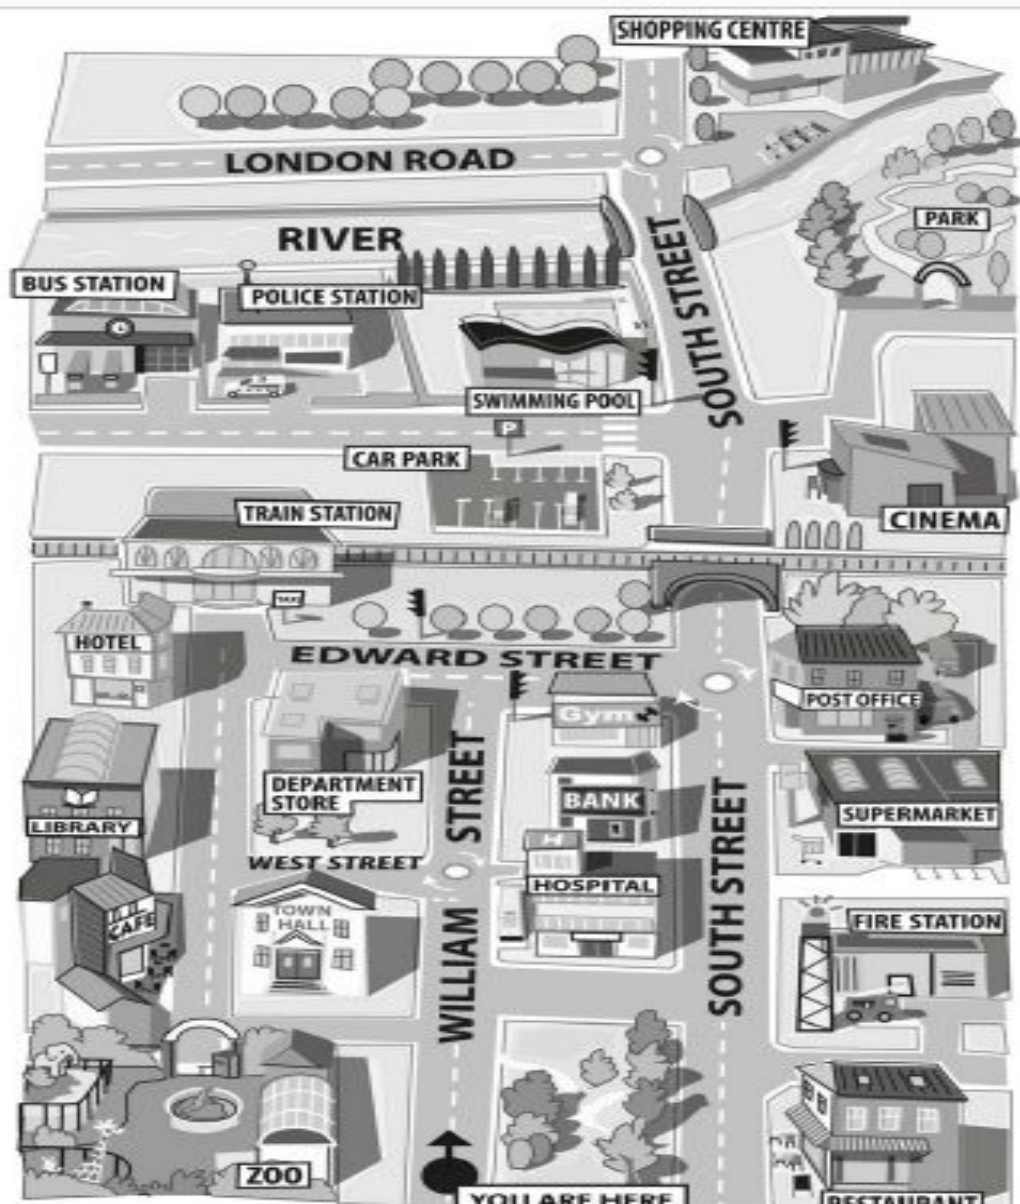 SHOPPING CENTRE
LONDON ROAD
RIVER
SOUTH STREET
PARK
BUS STATION
POLICE STATION
SWIMMING POOL
P
CAR PARK
TRAIN STATION
CINEMA
TAXI
HOTEL
EDWARD STREET
POST OFFICE
Gym
DEPARTMENT
STORE
WILLIAM STREET
BANK
SOUTH STREET
SUPERMARKET
LIBRARY
WEST STREET
H
HOSPITAL
CAFE
TOWN
HALL
FIRE STATION
ZOO
YOU ARE HERE
RESTAURANT